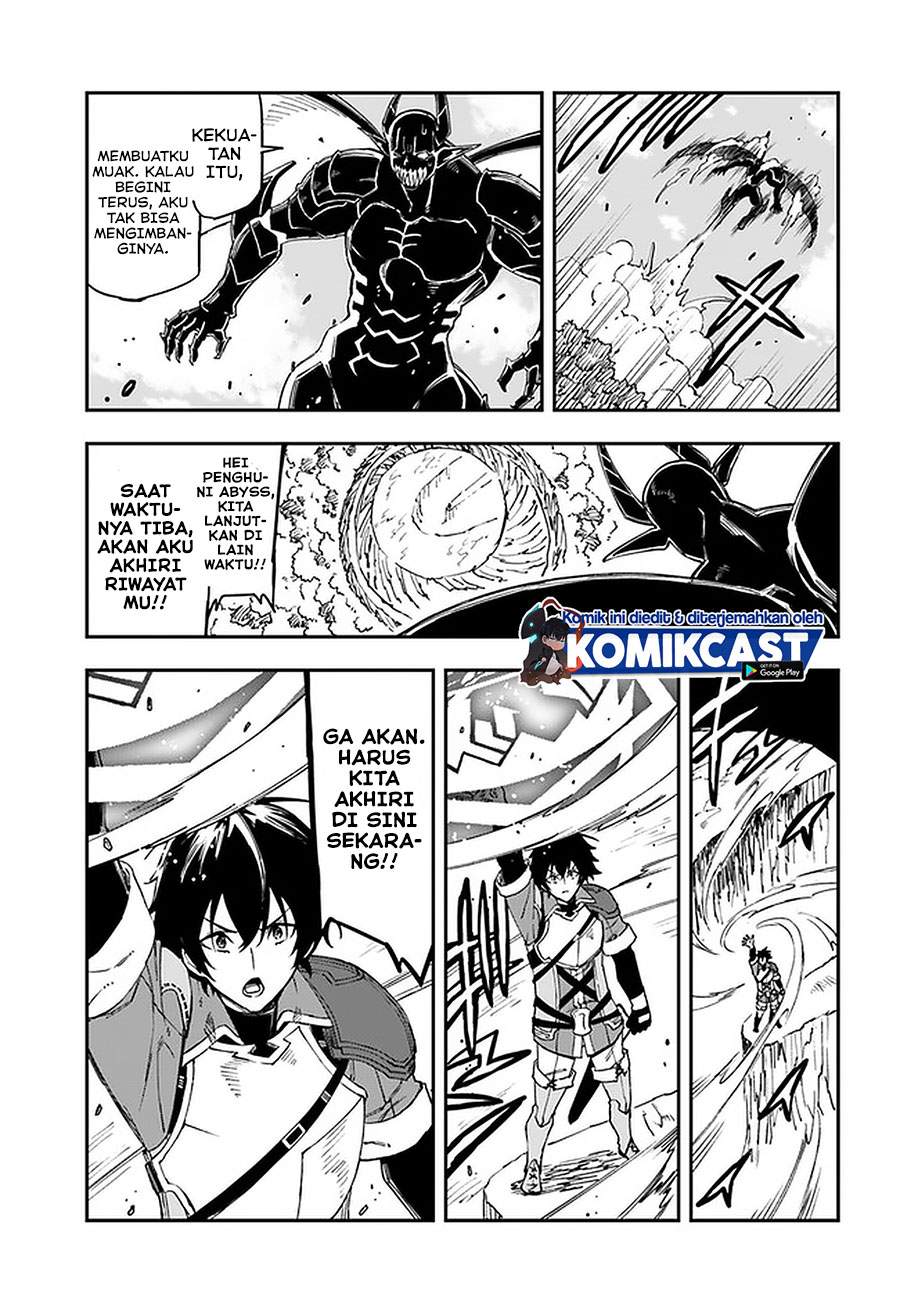 KEKUA-
TAN
ITU,
MEMBUATKU
MUAK. KALAU
BEGINI
TERUS, AKU
TAK BISA
MENGIMBAN-
GINYA.
HEI
PENGHU-
NI ABYSS,
KITA
LANJUT-
KAN DI
LAIN
WAKTU!!
SAAT
WAKTU-
NYA TIBA,
AKAN AKU
AKHIRI
RIWAYAT
MU!!
Komik ini diedit & diterjemahkan oleh
KOMIKCAST
GET IT ON
Google Play
GA AKAN.
HARUS
KITA
AKHIRI
DI SINI
SEKARA-
NG!!